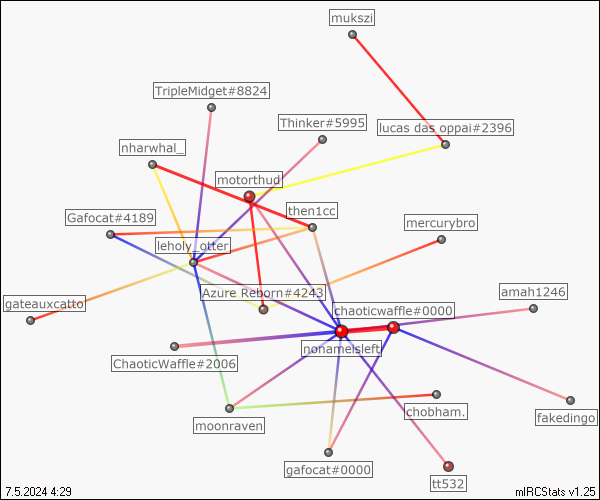 mukszi
TripleMidget#8824
Thinker#5995
lucas das oppai#2396
nharwhal_
motorthud
then1cc
Gafocat#4189
mercurybro
leholy_otter
Azure Reborn#4243
amah1246
gateauxcatto
chaoticwaffle#0000
nonameisleft
ChaoticWaffle#2006
chobham.
fakedingo
moonraven
gafocat#0000
tt532
7.5.2024 4:29
mIRCStats v1.25